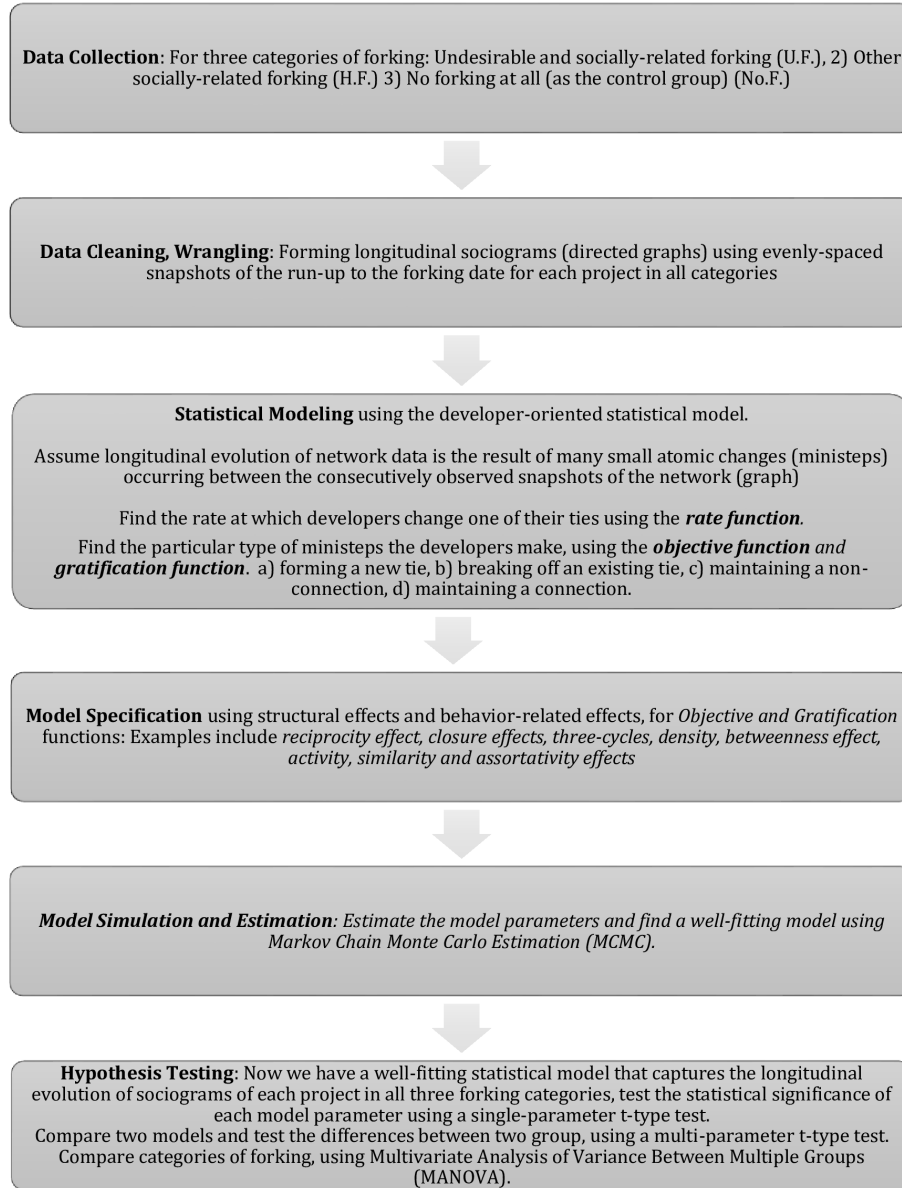 Data Collection: For three categories of forking: Undesirable and socially-related forking (U.F.), 2) Other
socially-related forking (H.F.) 3) No forking at all (as the control group) (No.F.)
Data Cleaning, Wrangling: Forming longitudinal sociograms (directed graphs) using evenly-spaced
snapshots of the run-up to the forking date for each project in all categories
Statistical Modeling using the developer-oriented statistical model.
Assume longitudinal evolution of network data is the result of many small atomic changes (ministeps)
occurring between the consecutively observed snapshots of the network (graph)
Find the rate at which developers change one of their ties using the rate function.
Find the particular type of ministeps the developers make, using the objective function and
gratification function. a) forming a new tie, b) breaking off an existing tie, c) maintaining a non-
connection, d) maintaining a connection.
Model Specification using structural effects and behavior-related effects, for Objective and Gratification
functions: Examples include reciprocity effect, closure effects, three-cycles, density, betweenness effect,
activity, similarity and assortativity effects
Model Simulation and Estimation: Estimate the model parameters and find a well-fitting model using
Markov Chain Monte Carlo Estimation (MCMC).
Hypothesis Testing: Now we have a well-fitting statistical model that captures the longitudinal
evolution of sociograms of each project in all three forking categories, test the statistical significance of
each model parameter using a single-parameter t-type test.
Compare two models and test the differences between two group, using a multi-parameter t-type test.
Compare categories of forking, using Multivariate Analysis of Variance Between Multiple Groups
(MANOVA).